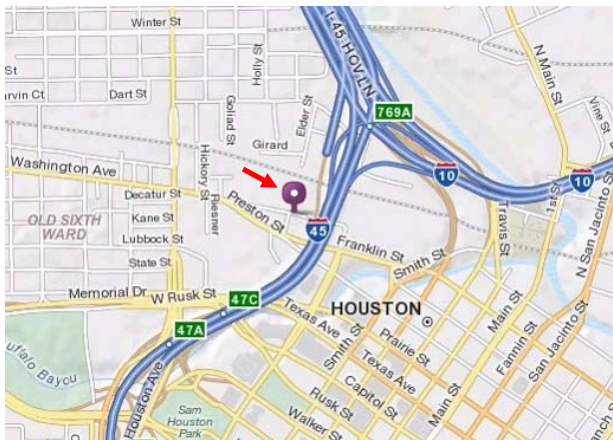 Winter St
St
arvin Ct
Dart St
Holly St
Goliad St
Elder St
Girard
I-45 HOV LN
769A
N Main St
Vine St
10
10
Washington Ave
Hickory St
Riesner
Decatur St
Kane St
Lubbock St
State St
OLD SIXTH
WARD
Preston St
45
Franklin St
Smith St
Travis St
1st St
N San Jacinto St
Memorial Dr
W Rusk St
47C
47A
HOUSTON
Texas Ave
Smith St
Prairie St
Texas Ave
Capitol St
Rusk St
Walker St
Main St
Main St
Fannin St
San Jacinto St
uffalo Bayou
Houston Ave
Sam
Houston
Park